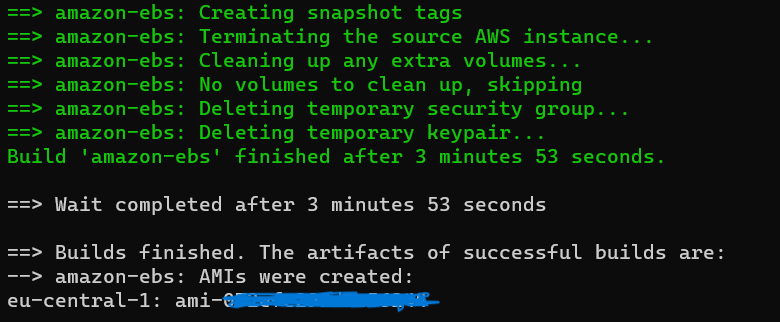 ==> amazon-ebs: Creating snapshot tags
==> amazon-ebs: Terminating the source AWS instance...
==> amazon-ebs: Cleaning up any extra volumes...
==> amazon-ebs: No volumes to clean up, skipping
==> amazon-ebs: Deleting temporary security group...
==> amazon-ebs: Deleting temporary keypair...
Build 'amazon-ebs' finished after 3 minutes 53 seconds.
==> Wait completed after 3 minutes 53 seconds
==> Builds finished. The artifacts of successful builds are:
--> amazon-ebs: AMIs were created:
eu-central-1: